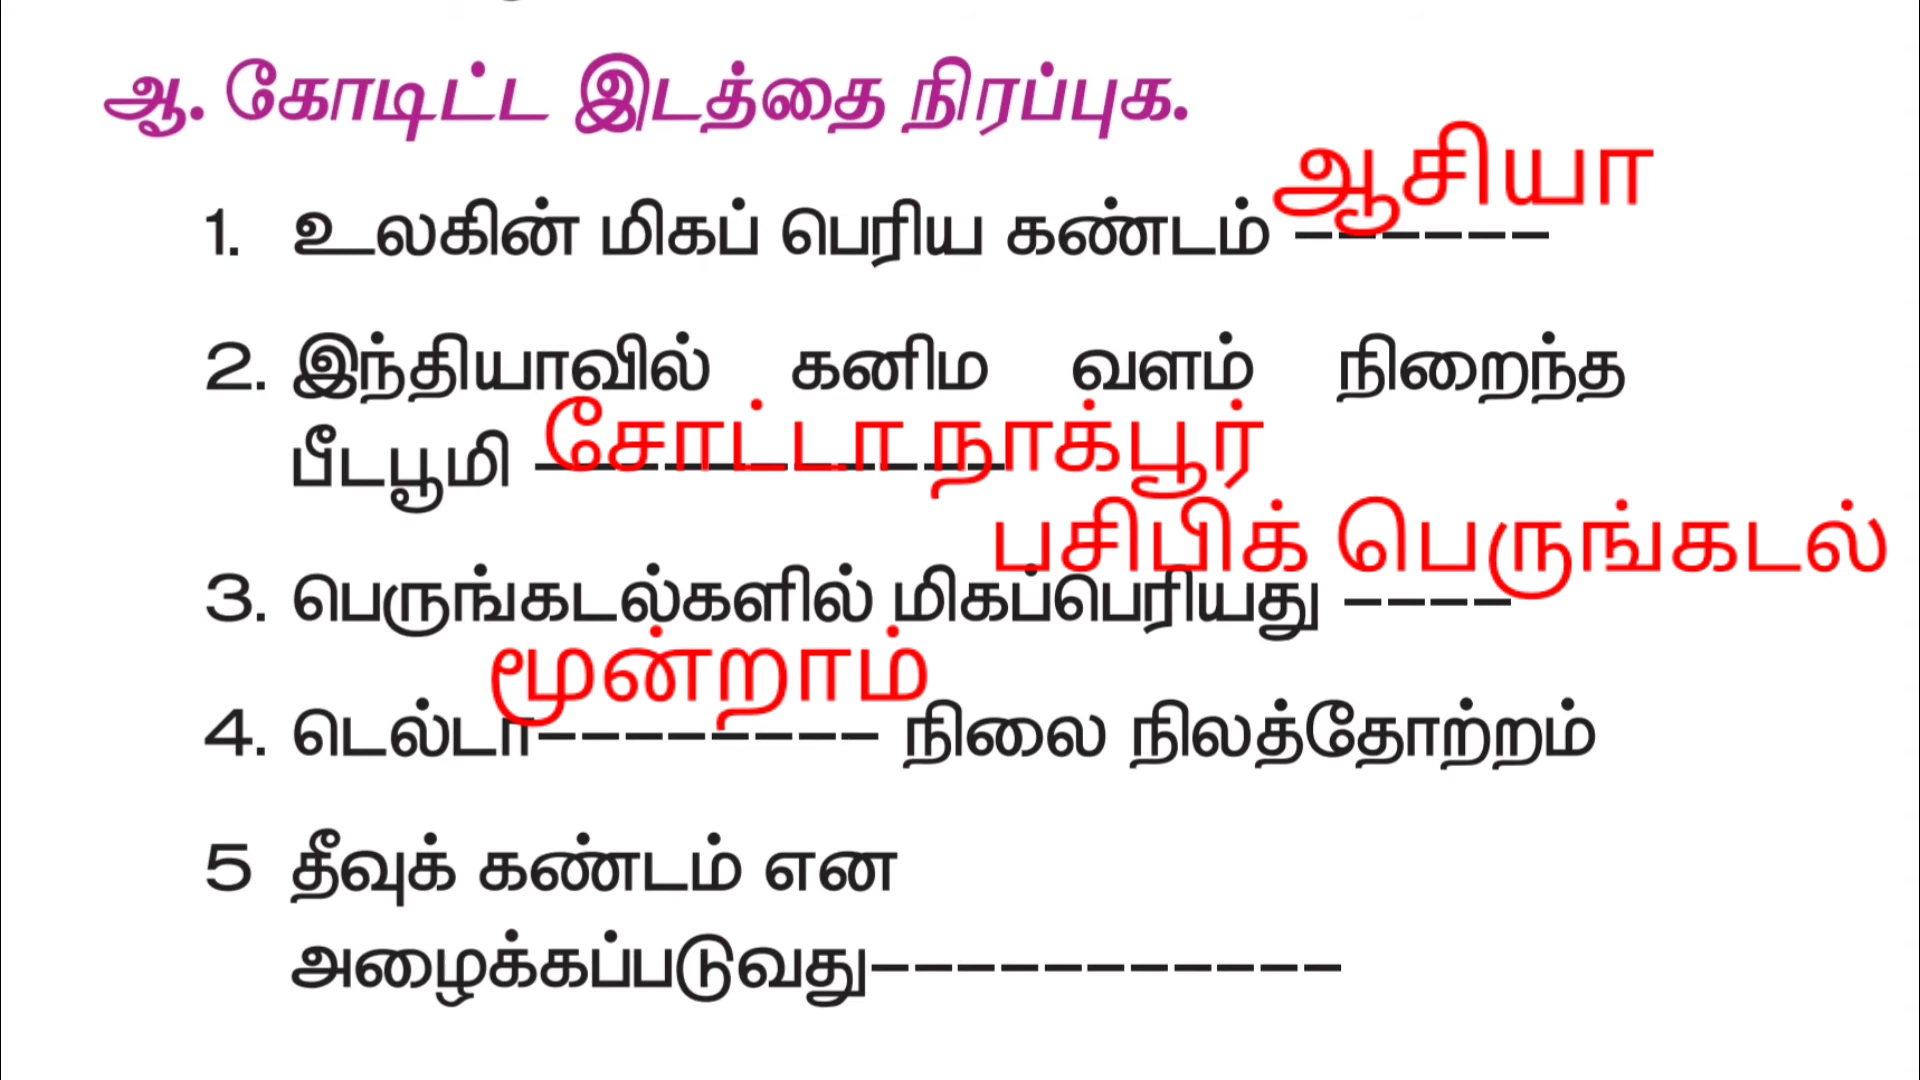 ஆ. கோடிட்ட இடத்தை நிரப்புக.
1. உலகின் மிகப் பெரிய கண்டம் ------ ஆசியா
2. இந்தியாவில் கனிம வளம் நிறைந்த
பீடபூமி ----------- சோட்டா நாக்பூர்
பசிபிக் பெருங்கடல்
3. பெருங்கடல்களில் மிகப்பெரியது ----
மூன்றாம்
4. டெல்டா-------- நிலை நிலத்தோற்றம்
5 தீவுக் கண்டம் என
அழைக்கப்படுவது-----------